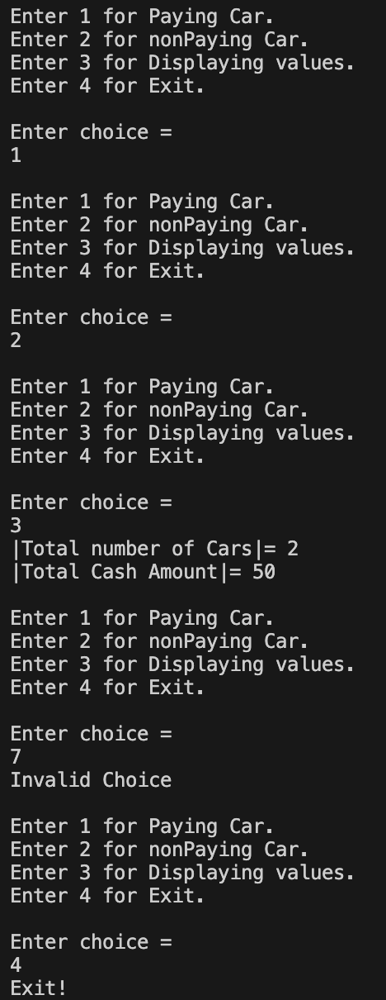 Enter 1 for Paying Car.
Enter 2 for nonPaying Car.
Enter 3 for Displaying values.
Enter 4 for Exit.
Enter choice =
1
Enter 1 for Paying Car.
Enter 2 for nonPaying Car.
Enter 3 for Displaying values.
Enter 4 for Exit.
Enter choice =
2
Enter 1 for Paying Car.
Enter 2 for nonPaying Car.
Enter 3 for Displaying values.
Enter 4 for Exit.
Enter choice =
3
|Total number of Cars|= 2
|Total Cash Amount|= 50
Enter 1 for Paying Car.
Enter 2 for nonPaying Car.
Enter 3 for Displaying values.
Enter 4 for Exit.
Enter choice =
7
Invalid Choice
Enter 1 for Paying Car.
Enter 2 for nonPaying Car.
Enter 3 for Displaying values.
Enter 4 for Exit.
Enter choice =
4
Exit!